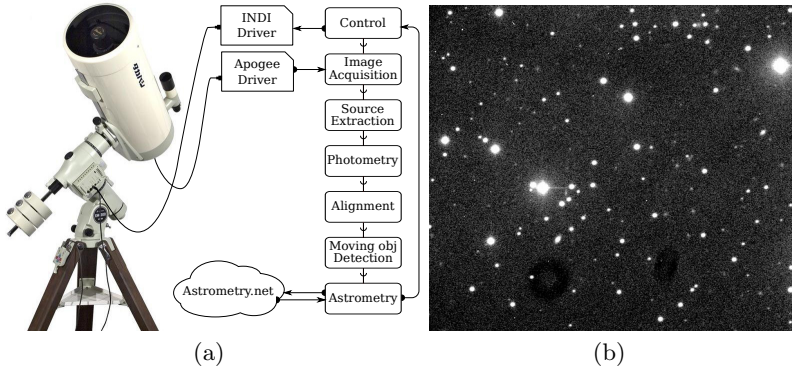 INDI
Driver
Control
Apogee
Driver
Image
Acquisition
Source
Extraction
Photometry
Alignment
Moving obj
Detection
Astrometry.net
Astrometry
(a)
(b)